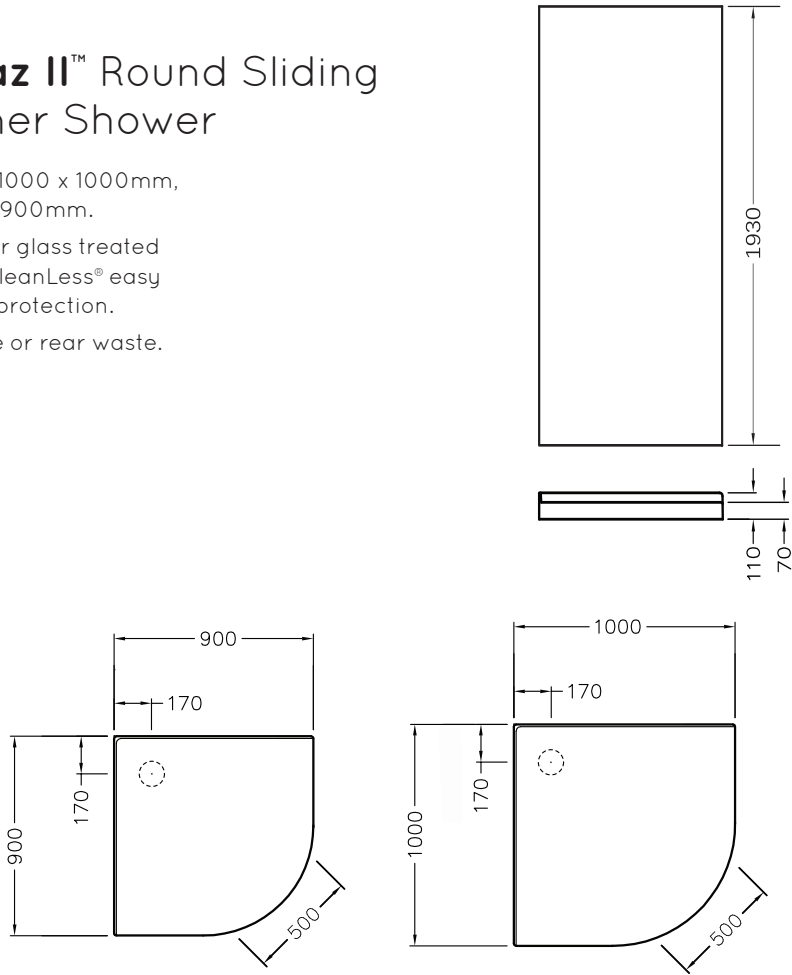 az II™ Round Sliding
ner Shower
1000 x 1000mm,
900mm.
r glass treated
leanLess® easy
protection.
e or rear waste.
1930
110
70
900
170
170
900
500
1000
170
170
1000
500